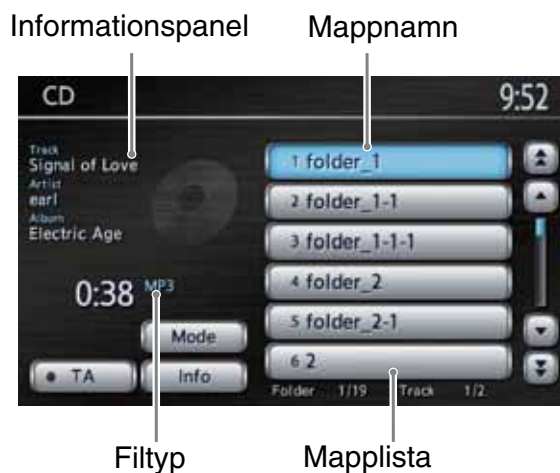 Informationspanel
Mappnamn
CD
9:52
Track
Signal of Love
Artist
earl
Album
Electric Age
0:38 MP3
Mode
TA
Info
1 folder_1
2 folder_1-1
3 folder_1-1-1
4 folder_2
5 folder_2-1
6 2
Folder 1/19 Track 1/2
Filtyp
Mapplista